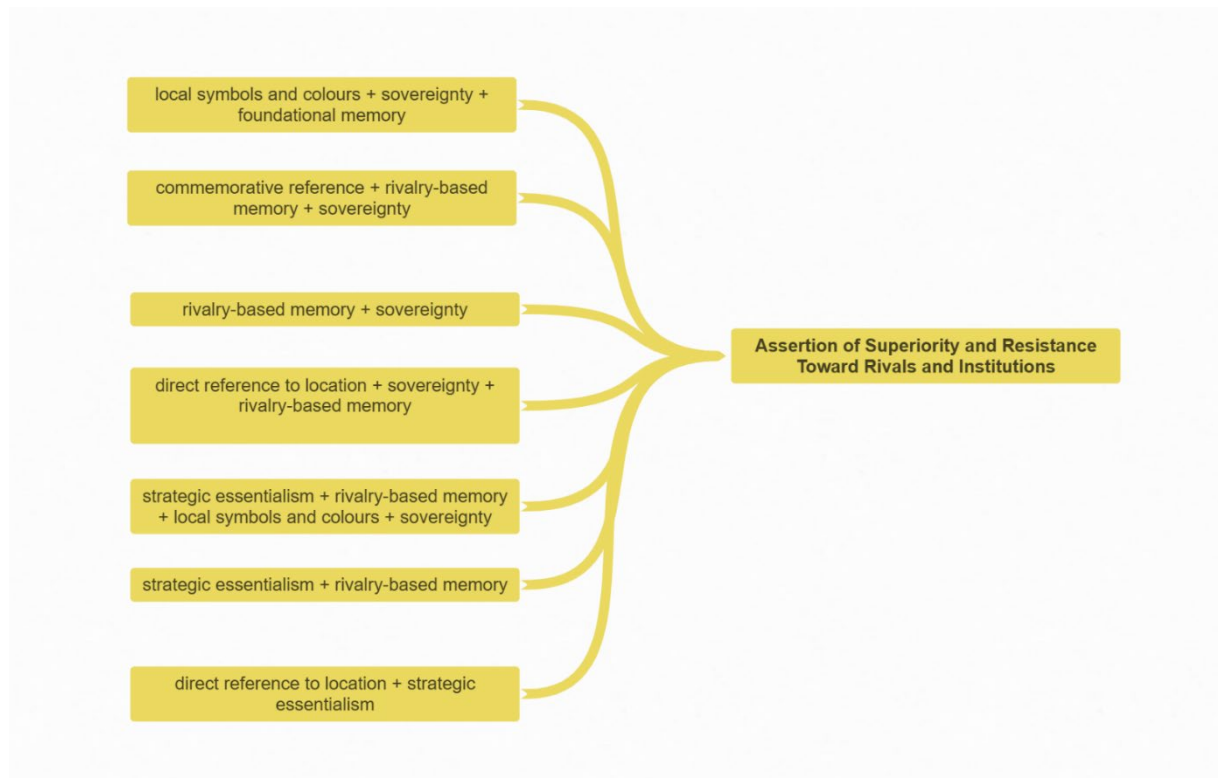 local symbols and colours + sovereignty +
foundational memory
commemorative reference + rivalry-based
memory + sovereignty
rivalry-based memory + sovereignty
direct reference to location + sovereignty +
rivalry-based memory
strategic essentialism + rivalry-based memory
+ local symbols and colours + sovereignty
strategic essentialism + rivalry-based memory
direct reference to location + strategic
essentialism
Assertion of Superiority and Resistance
Toward Rivals and Institutions